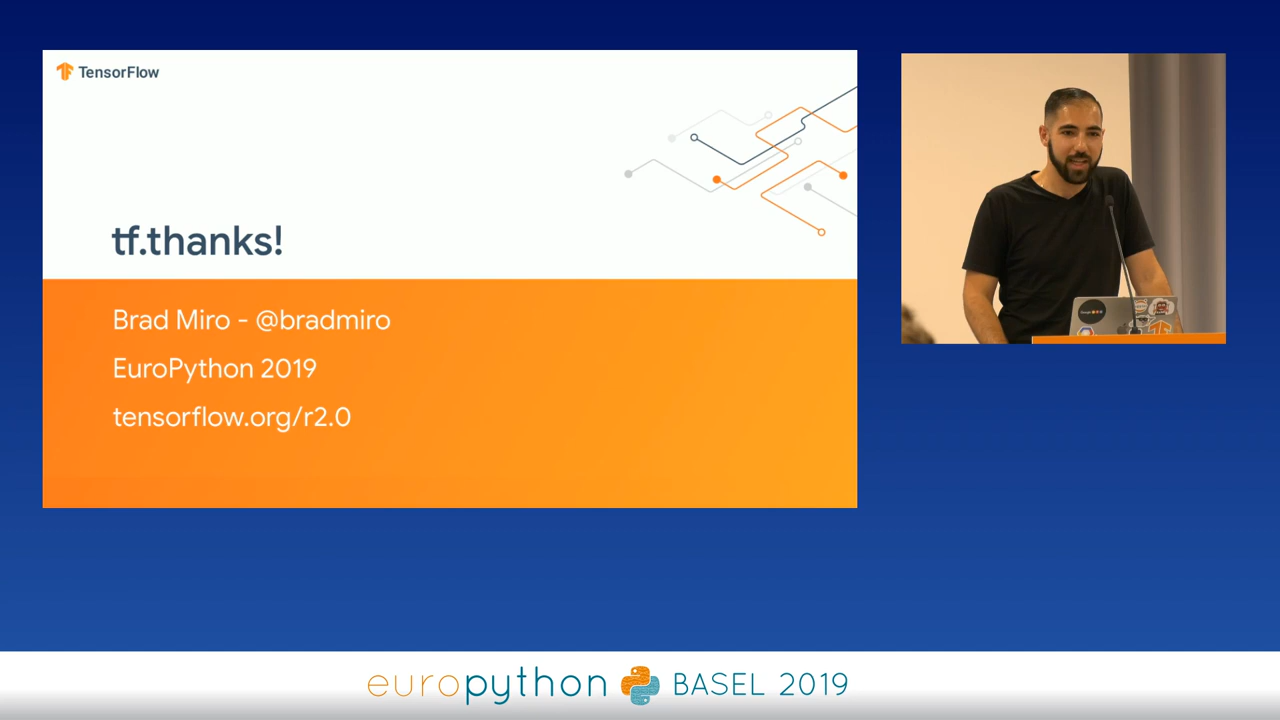 TensorFlow
tf.thanks!
Brad Miro - @bradmiro
EuroPython 2019
tensorflow.org/r2.0
europython BASEL 2019